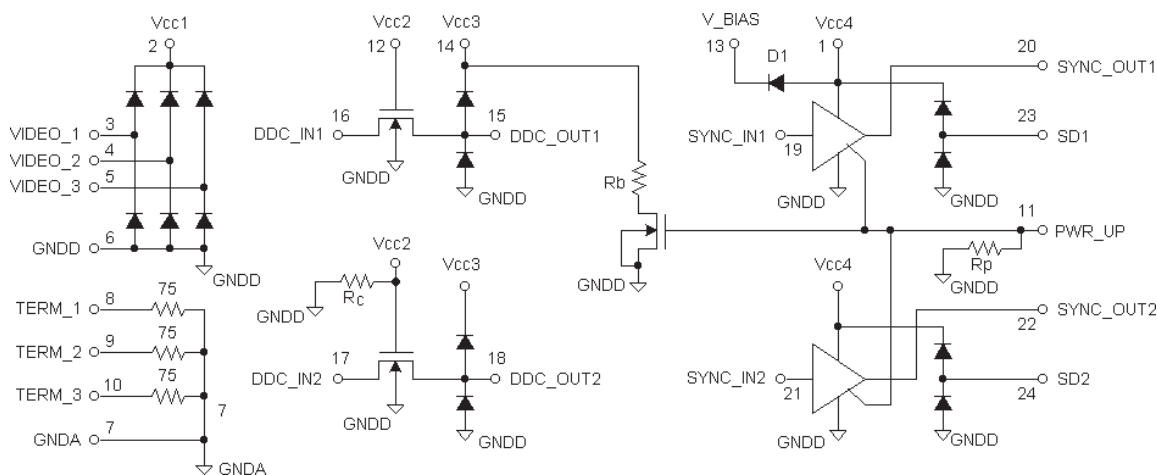 Vcc1
2
VIDEO_1 3
VIDEO_2 4
VIDEO_3 5
GNDD 6
GNDD
TERM_1 8 75
TERM_2 9 75
TERM_3 10 75
7
GNDA 7
GNDA
Vcc2
12
Vcc3
14
DDC_IN1 16
15 DDC_OUT1
GNDD
GNDD
Rb
GNDD
Vcc2
Rc
GNDD
Vcc3
DDC_IN2 17
18 DDC_OUT2
GNDD
GNDD
V_BIAS
13
D1
Vcc4
1
20
SYNC_OUT1
SYNC_IN1
19
23
SD1
GNDD
GNDD
11
PWR_UP
Rp
GNDD
Vcc4
SYNC_OUT2
22
SYNC_IN2
21
SD2
24
GNDD
GNDD